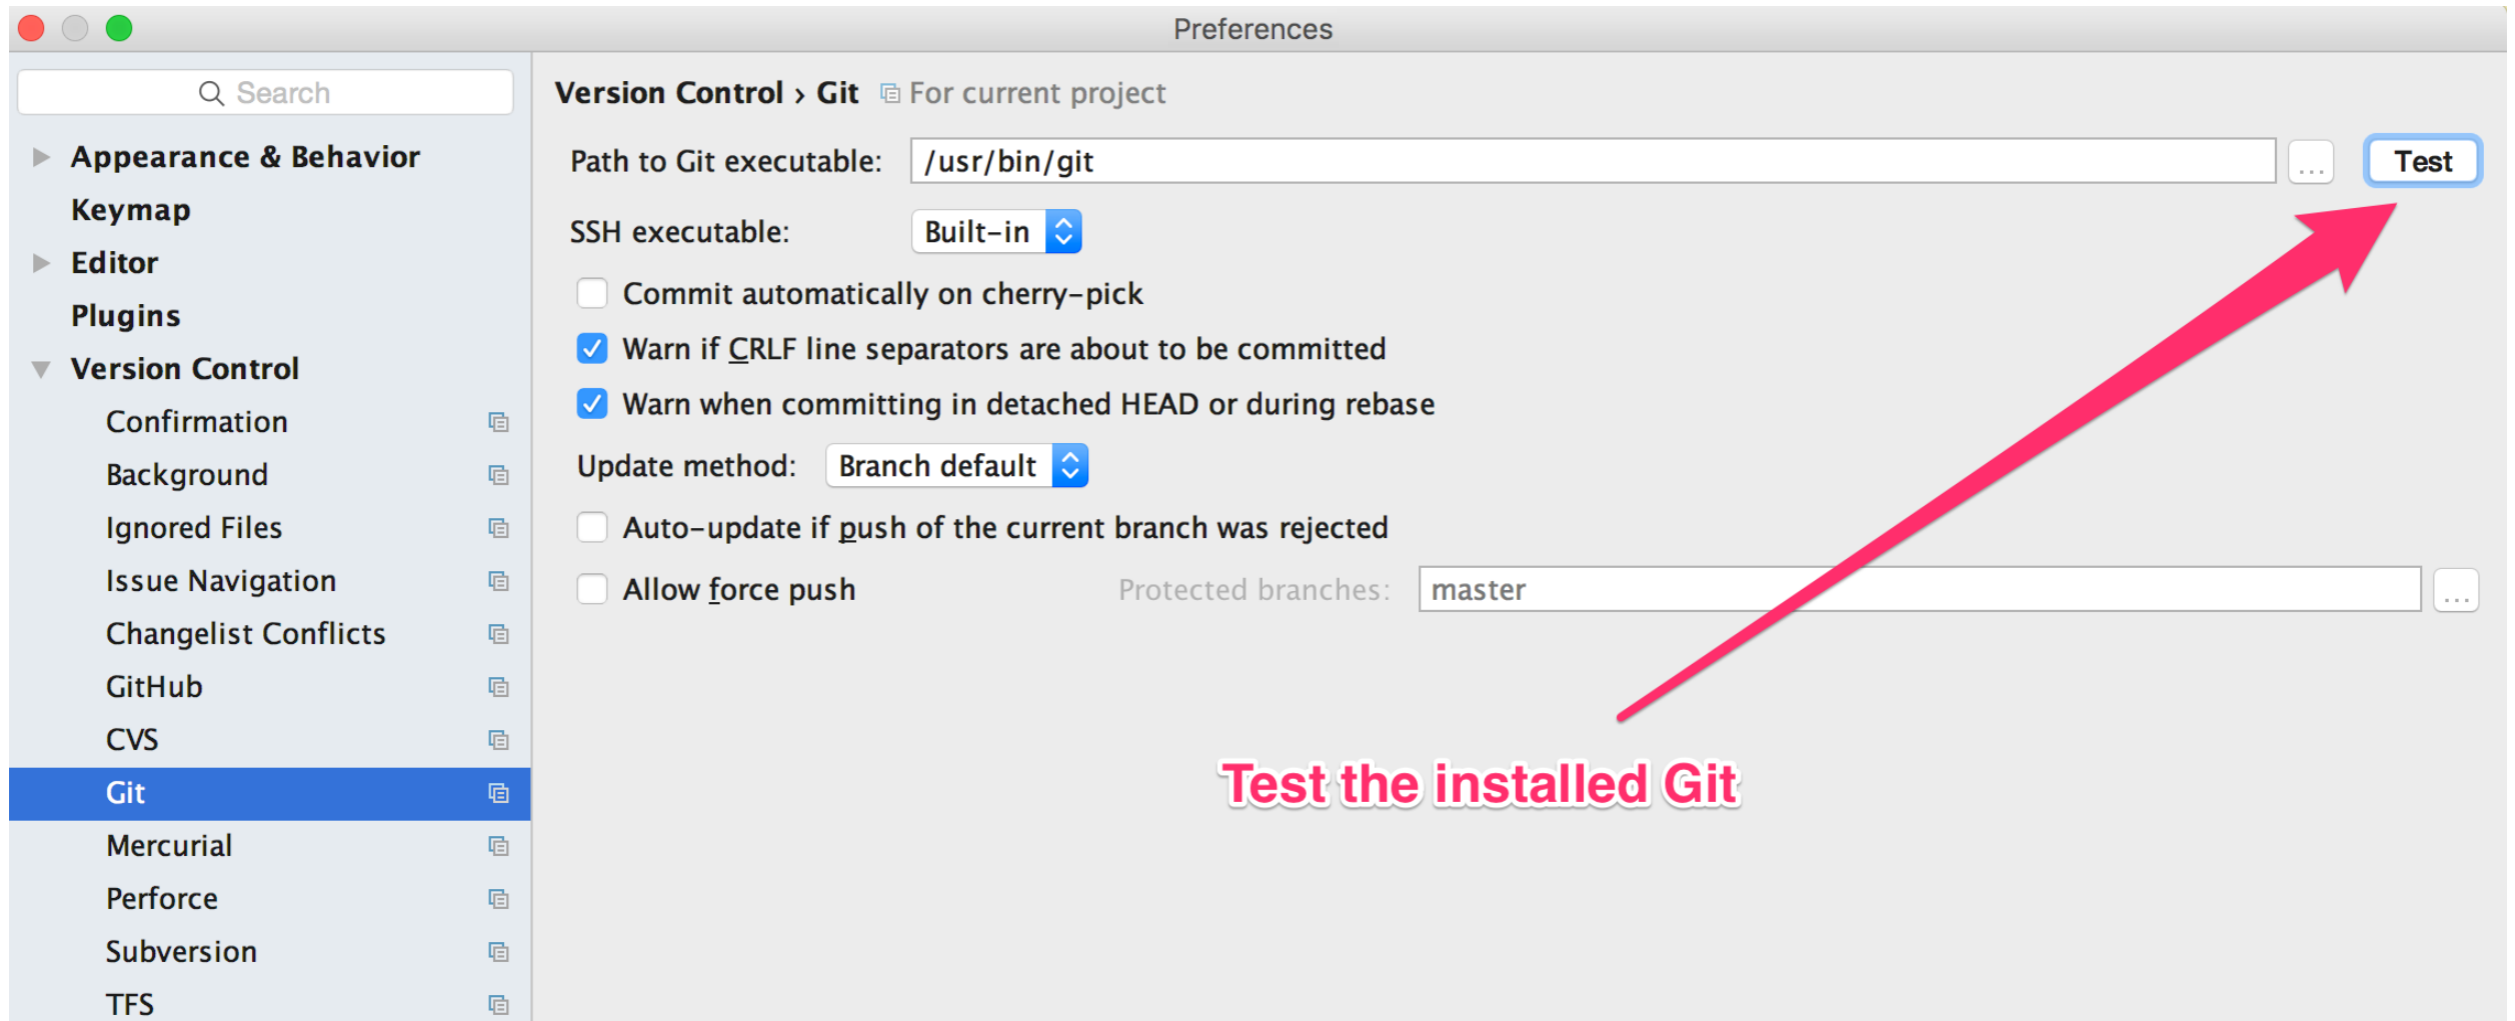 Preferences
Search
Appearance & Behavior
Keymap
Editor
Plugins
Version Control
Confirmation
Background
Ignored Files
Issue Navigation
Changelist Conflicts
GitHub
CVS
Git
Mercurial
Perforce
Subversion
TFS
Version Control › Git For current project
Path to Git executable: /usr/bin/git ... Test
SSH executable: Built-in
Commit automatically on cherry-pick
Warn if CRLF line separators are about to be committed
Warn when committing in detached HEAD or during rebase
Update method: Branch default
Auto-update if push of the current branch was rejected
Allow force push Protected branches: master ...
Test the installed Git